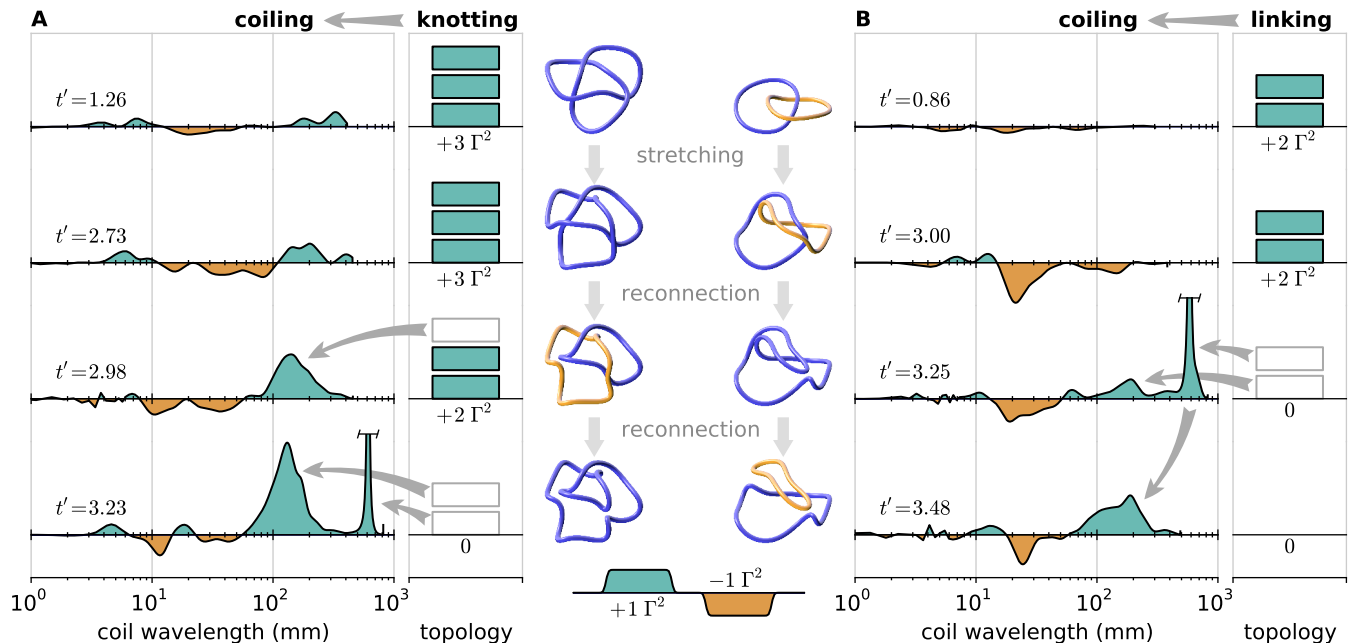 A
coiling
knotting
t′=1.26
+3 Γ²
t′=2.73
+3 Γ²
t′=2.98
+2 Γ²
t′=3.23
0
10⁰
10¹
10²
10³
coil wavelength (mm)
topology
stretching
reconnection
reconnection
+1 Γ²
−1 Γ²
B
coiling
linking
t′=0.86
+2 Γ²
t′=3.00
+2 Γ²
t′=3.25
0
t′=3.48
0
10⁰
10¹
10²
10³
coil wavelength (mm)
topology